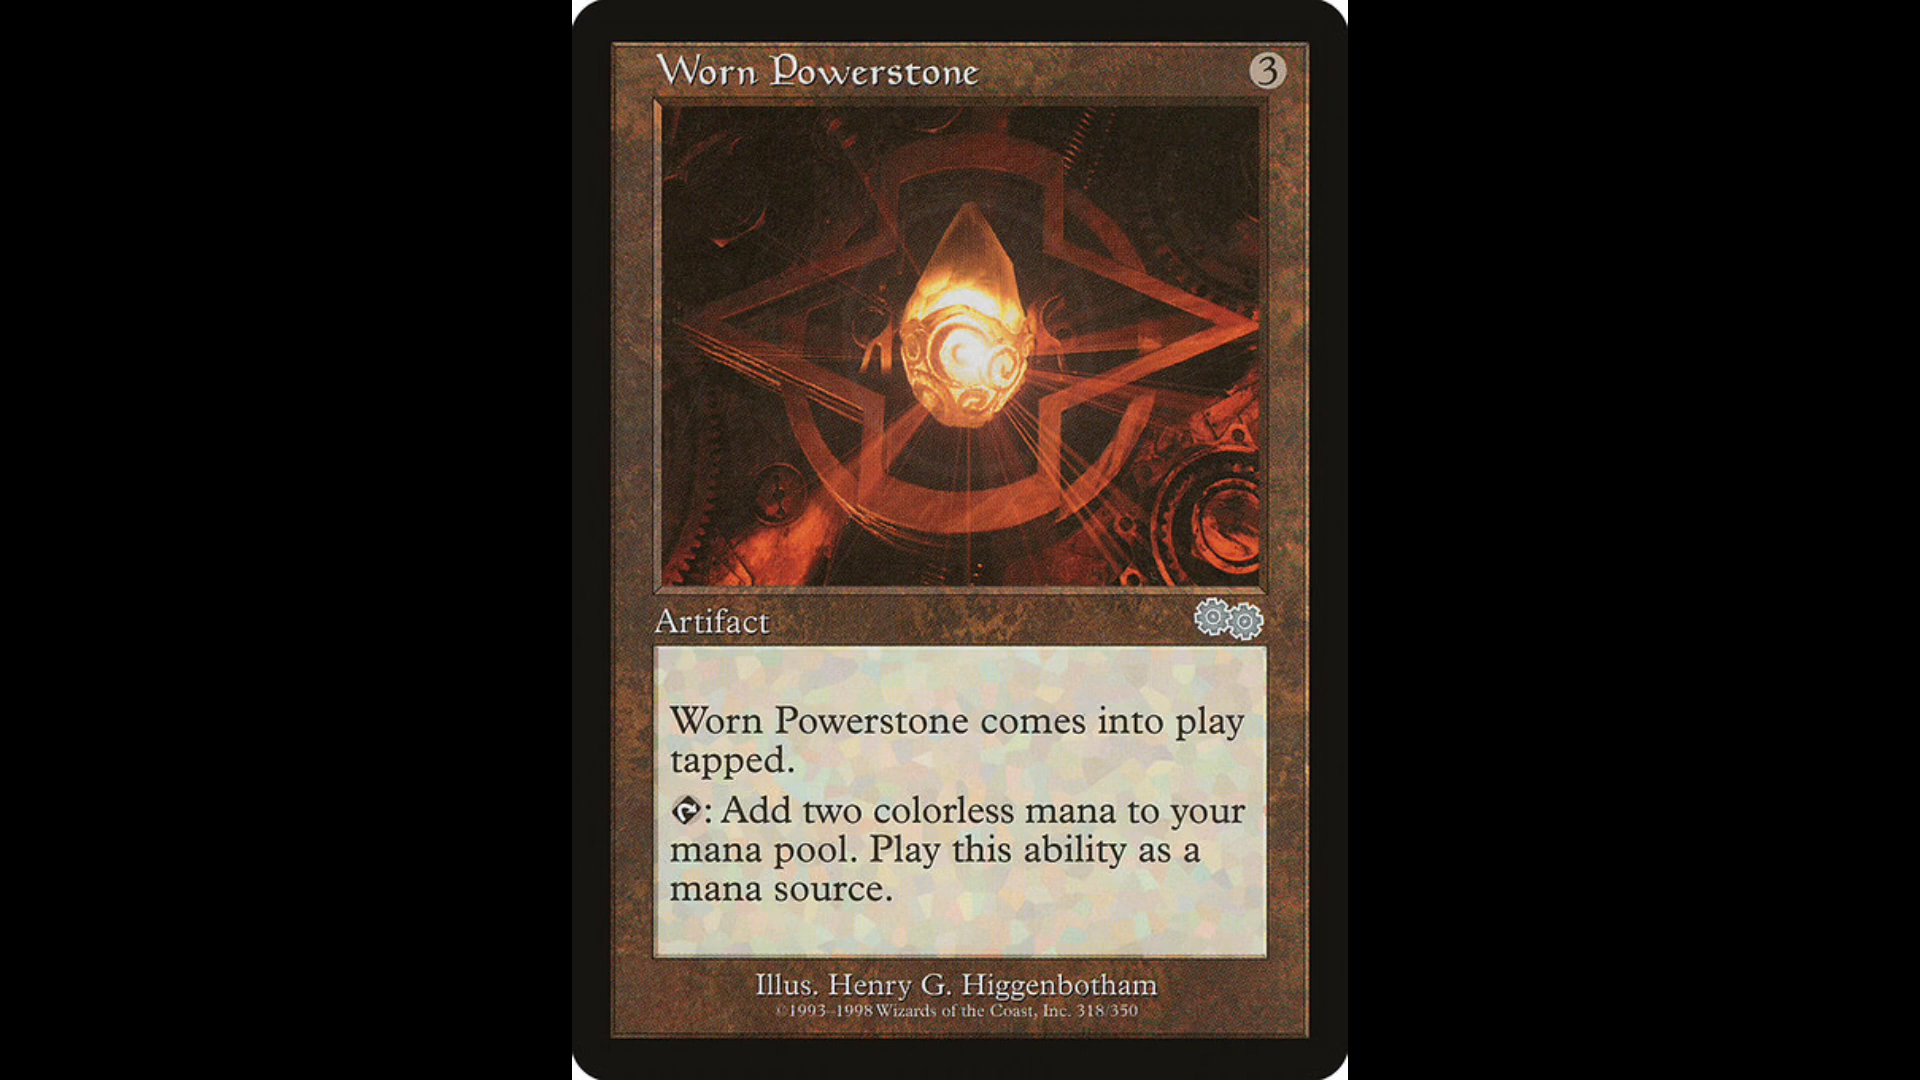 Worn Powerstone
3
Artifact
Worn Powerstone comes into play
tapped.
: Add two colorless mana to your
mana pool. Play this ability as a
mana source.
Illus. Henry G. Higgenbotham
©1993–1998 Wizards of the Coast, Inc. 318/350